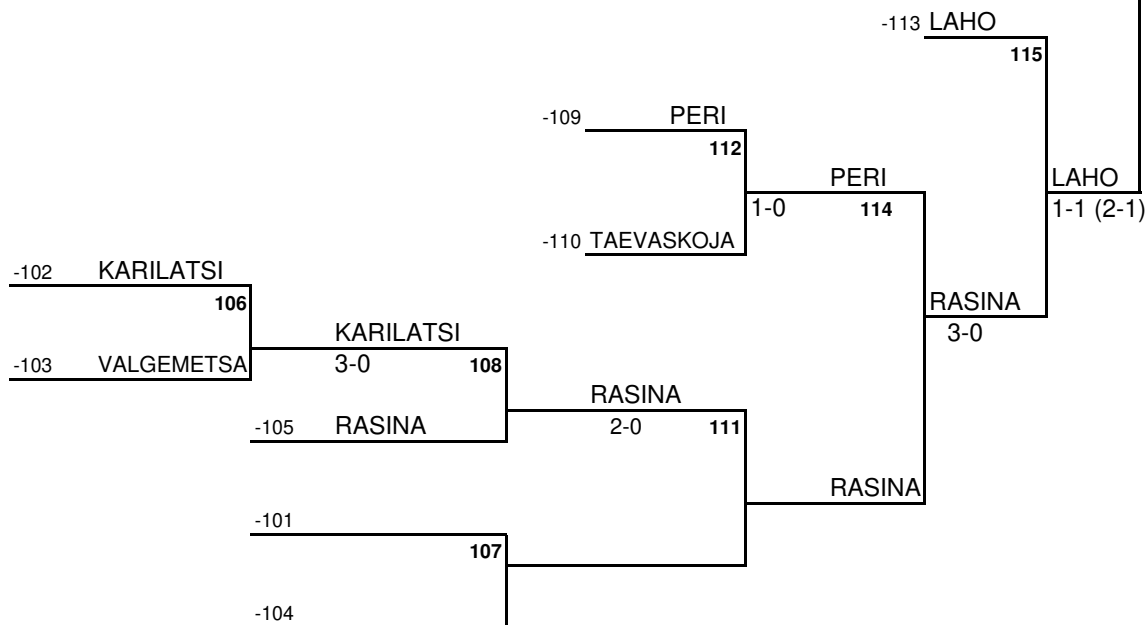 -113 LAHO
115
-109 PERI
112
LAHO
PERI
1-1 (2-1)
1-0
114
-110 TAEVASKOJA
-102 KARILATSI
106
RASINA
KARILATSI
3-0
-103 VALGEMETSA
3-0
108
RASINA
-105 RASINA
2-0
111
RASINA
-101
107
-104